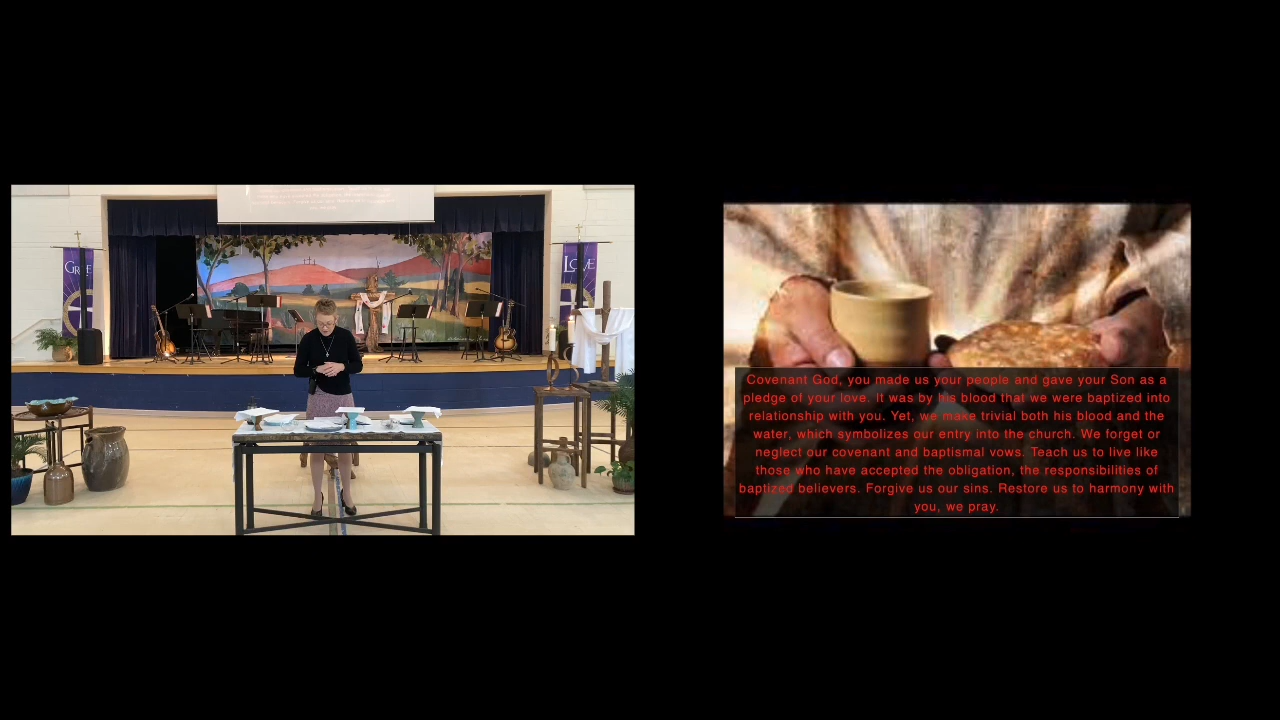 GRACE
LOVE
Covenant God, you made us your people and gave your Son as a
pledge of your love. It was by his blood that we were baptized into
relationship with you. Yet, we make trivial both his blood and the
water, which symbolizes our entry into the church. We forget or
neglect our covenant and baptismal vows. Teach us to live like
those who have accepted the obligation, the responsibilities of
baptized believers. Forgive us our sins. Restore us to harmony with
you, we pray.